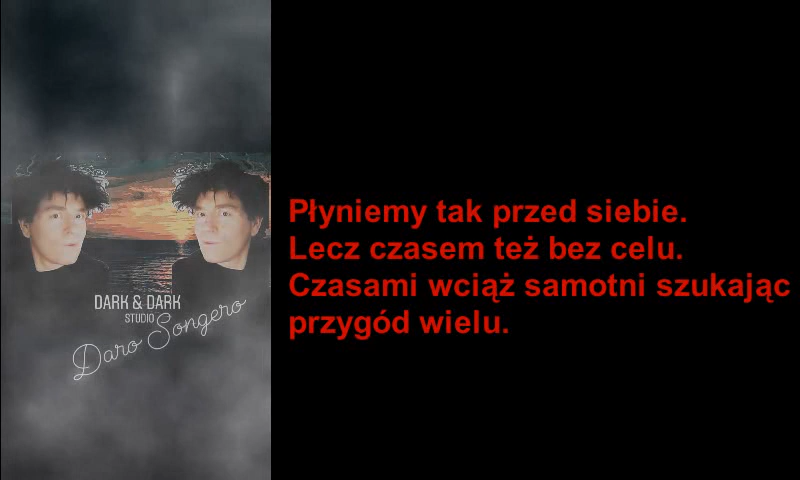 DARK & DARK
STUDIO
Daro Songero
Płyniemy tak przed siebie.
Lecz czasem też bez celu.
Czasami wciąż samotni szukając
przygód wielu.